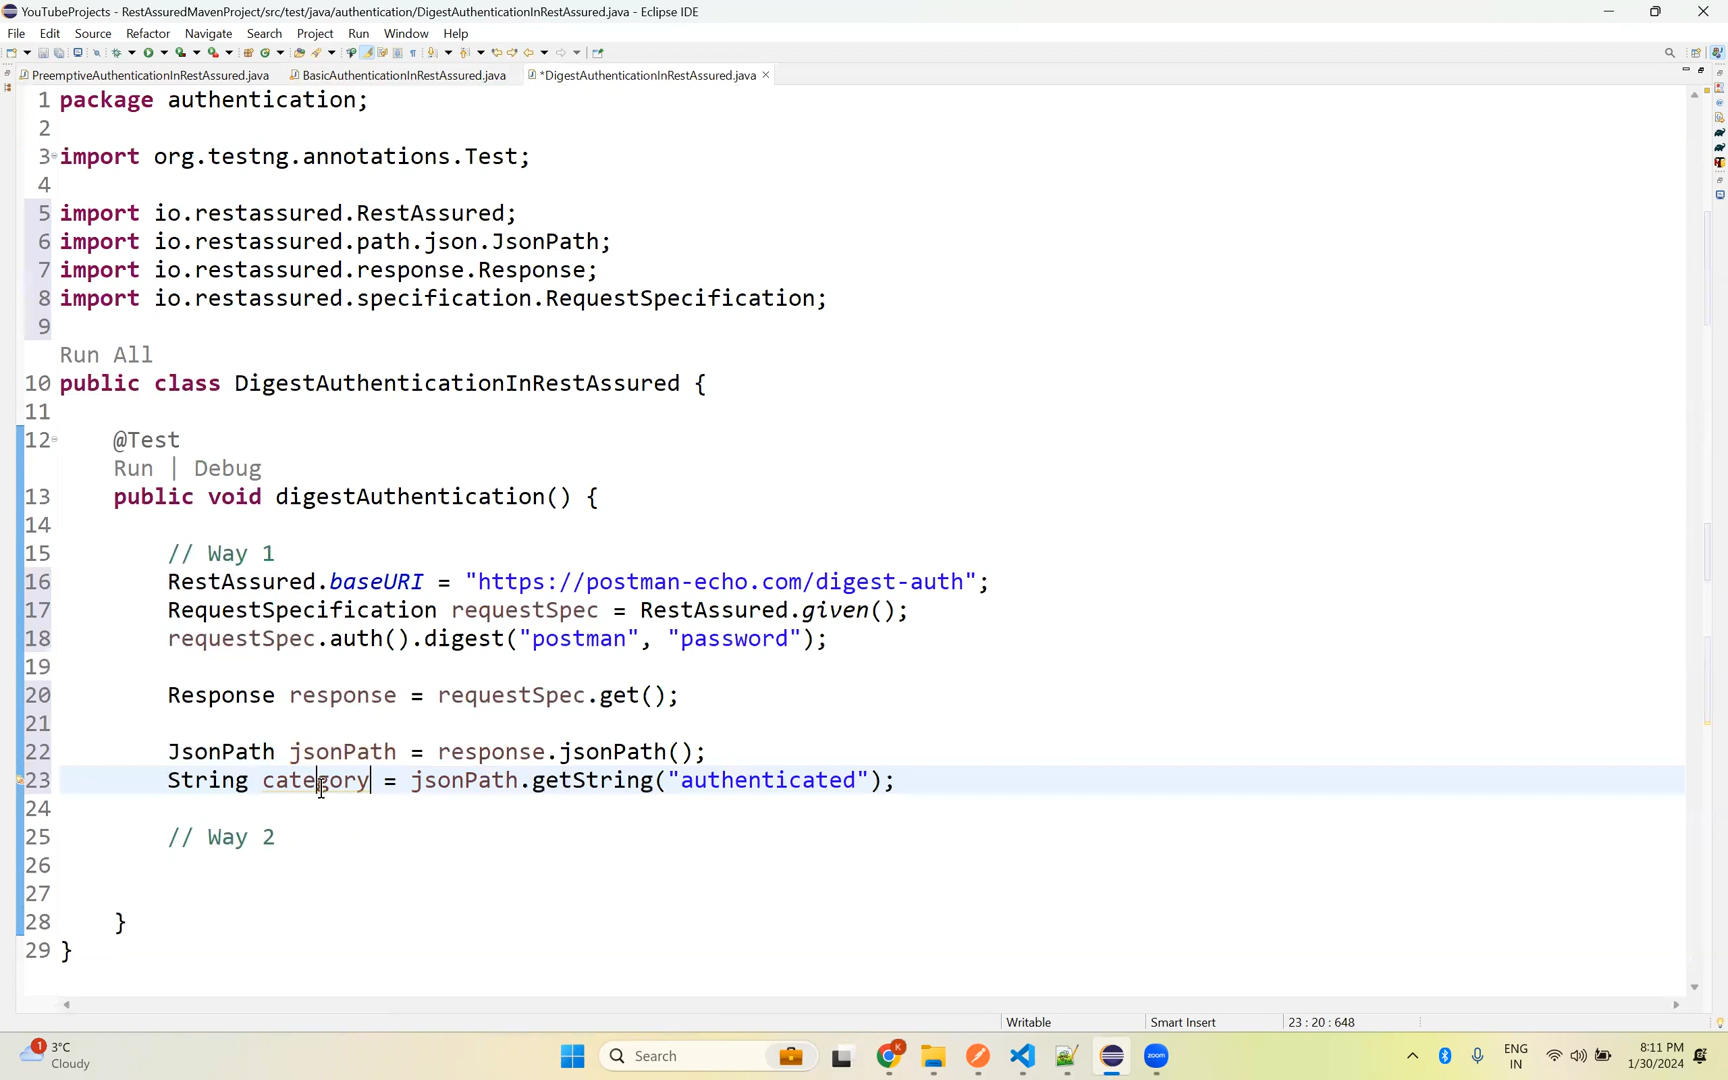 YouTubeProjects - RestAssuredMavenProject/src/test/java/authentication/DigestAuthenticationInRestAssured.java - Eclipse IDE
File Edit Source Refactor Navigate Search Project Run Window Help
PreemptiveAuthenticationInRestAssured.java BasicAuthenticationInRestAssured.java *DigestAuthenticationInRestAssured.java
1 package authentication;
2
3 import org.testng.annotations.Test;
4
5 import io.restassured.RestAssured;
6 import io.restassured.path.json.JsonPath;
7 import io.restassured.response.Response;
8 import io.restassured.specification.RequestSpecification;
9
Run All
10 public class DigestAuthenticationInRestAssured {
11
12 @Test
Run | Debug
13 public void digestAuthentication() {
14
15 // Way 1
16 RestAssured.baseURI = "https://postman-echo.com/digest-auth";
17 RequestSpecification requestSpec = RestAssured.given();
18 requestSpec.auth().digest("postman", "password");
19
20 Response response = requestSpec.get();
21
22 JsonPath jsonPath = response.jsonPath();
23 String category = jsonPath.getString("authenticated");
24
25 // Way 2
26
27
28 }
29 }
Writable Smart Insert 23 : 20 : 648
1 3°C
Cloudy
Search
K
zoom
ENG
IN
8:11 PM
1/30/2024